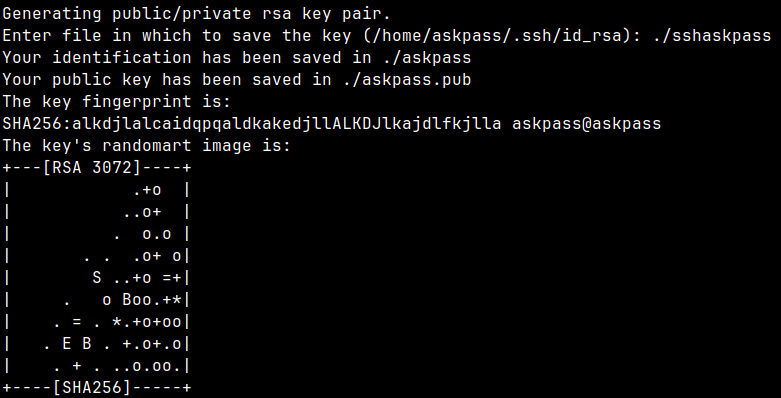 Generating public/private rsa key pair.
Enter file in which to save the key (/home/askpass/.ssh/id_rsa): ./sshaskpass
Your identification has been saved in ./askpass
Your public key has been saved in ./askpass.pub
The key fingerprint is:
SHA256:alkdjlalcaidqpqaldkakedjllALKDJlkajdlfkjlla askpass@askpass
The key's randomart image is:
+---[RSA 3072]----+
|            .+o  |
|           ..o+  |
|          .  o.o |
|       . .  .o+ o|
|        S ..+o =+|
|     .   o Boo.+*|
|    . = . *.+o+oo|
|   . E B . +.o+.o|
|    . + . ..o.oo.|
+----[SHA256]-----+